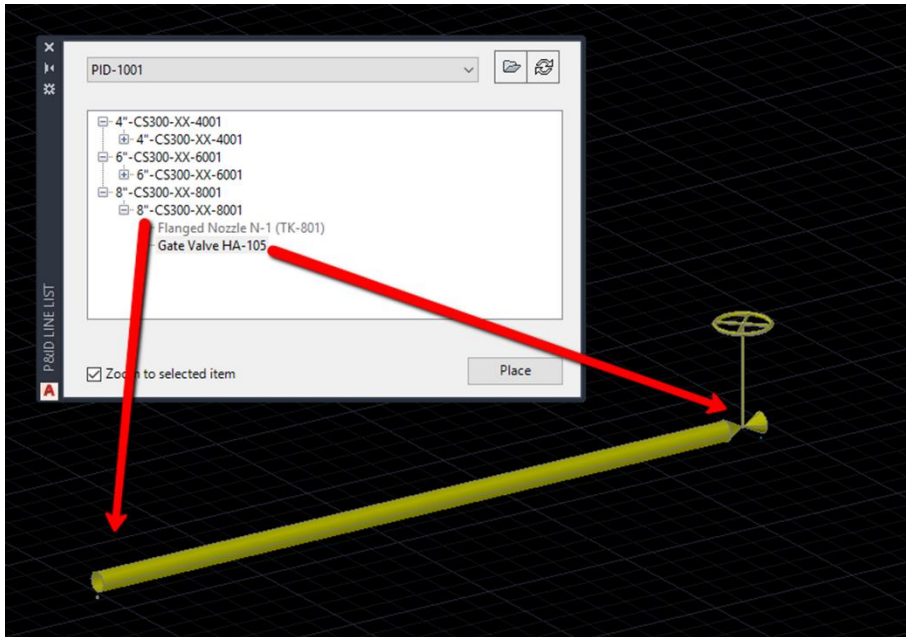 PID-1001
4"-CS300-XX-4001
4"-CS300-XX-4001
6"-CS300-XX-6001
6"-CS300-XX-6001
8"-CS300-XX-8001
8"-CS300-XX-8001
Flanged Nozzle N-1 (TK-801)
Gate Valve HA-105
P&ID LINE LIST
Zoom to selected item
Place
A